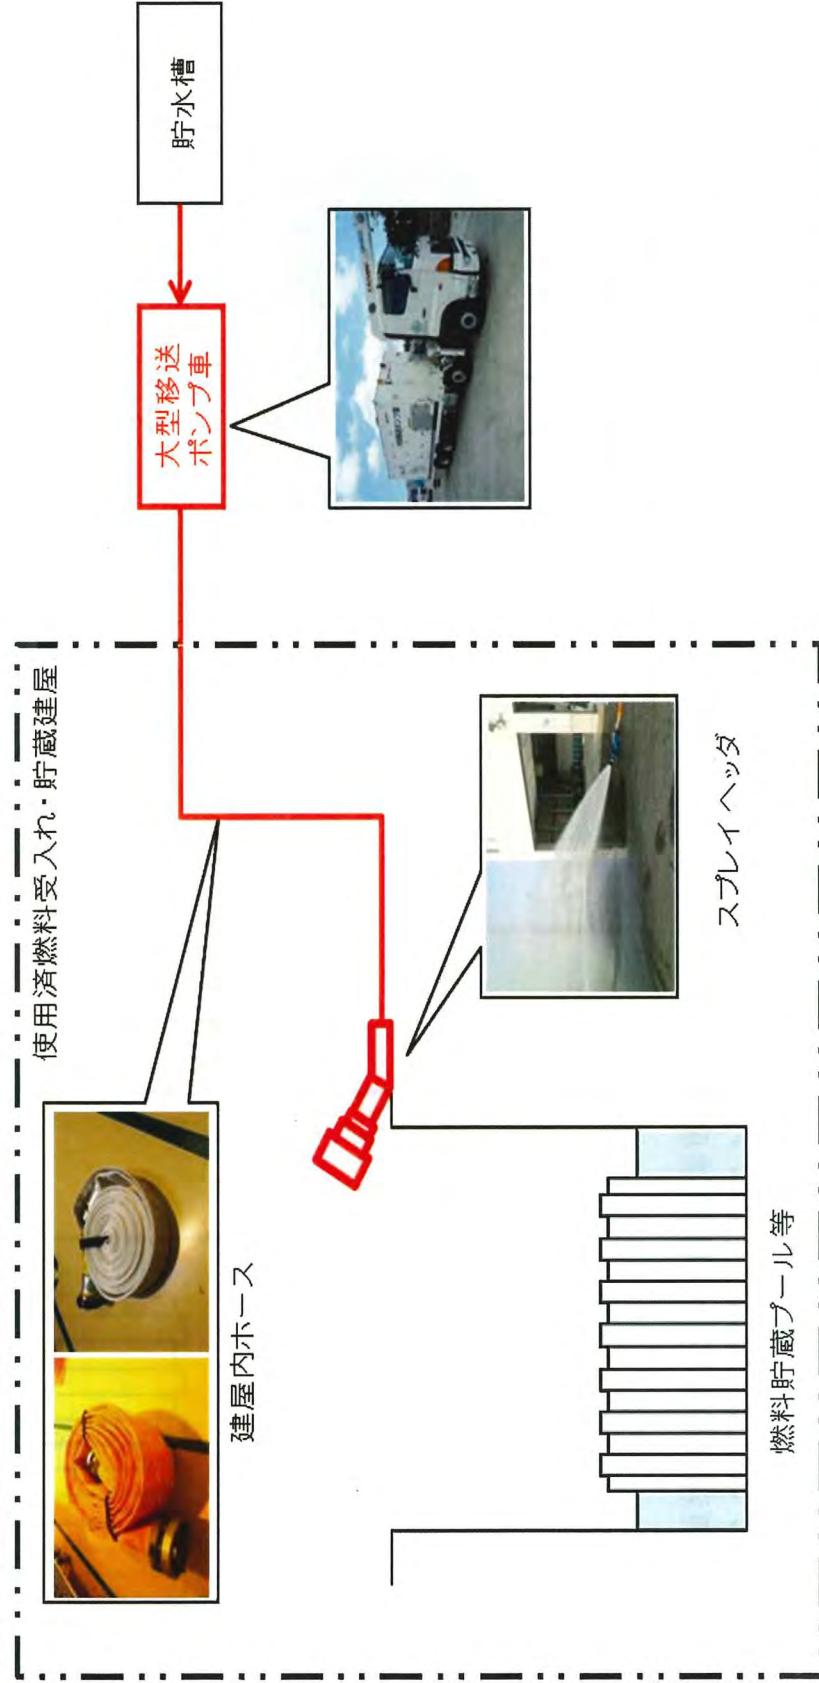 使用済燃料受入れ・貯蔵建屋
貯水槽
大型移送
ポンプ車
建屋内ホース
スプレイヘッダ
燃料貯蔵プール等